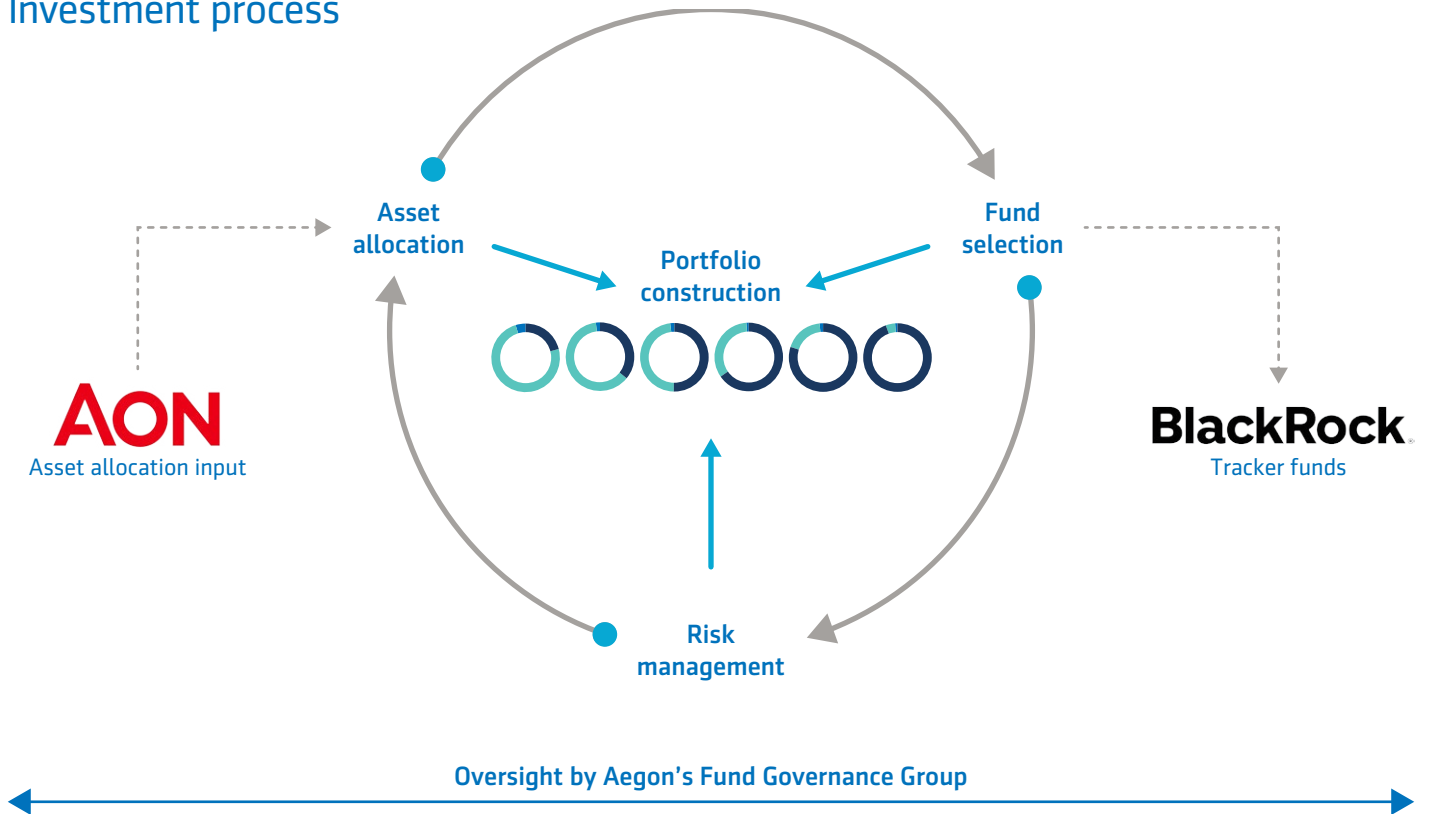 Investment process
Asset
allocation
Fund
selection
Portfolio
construction
AON
Asset allocation input
BlackRock
Tracker funds
Risk
management
Oversight by Aegon's Fund Governance Group